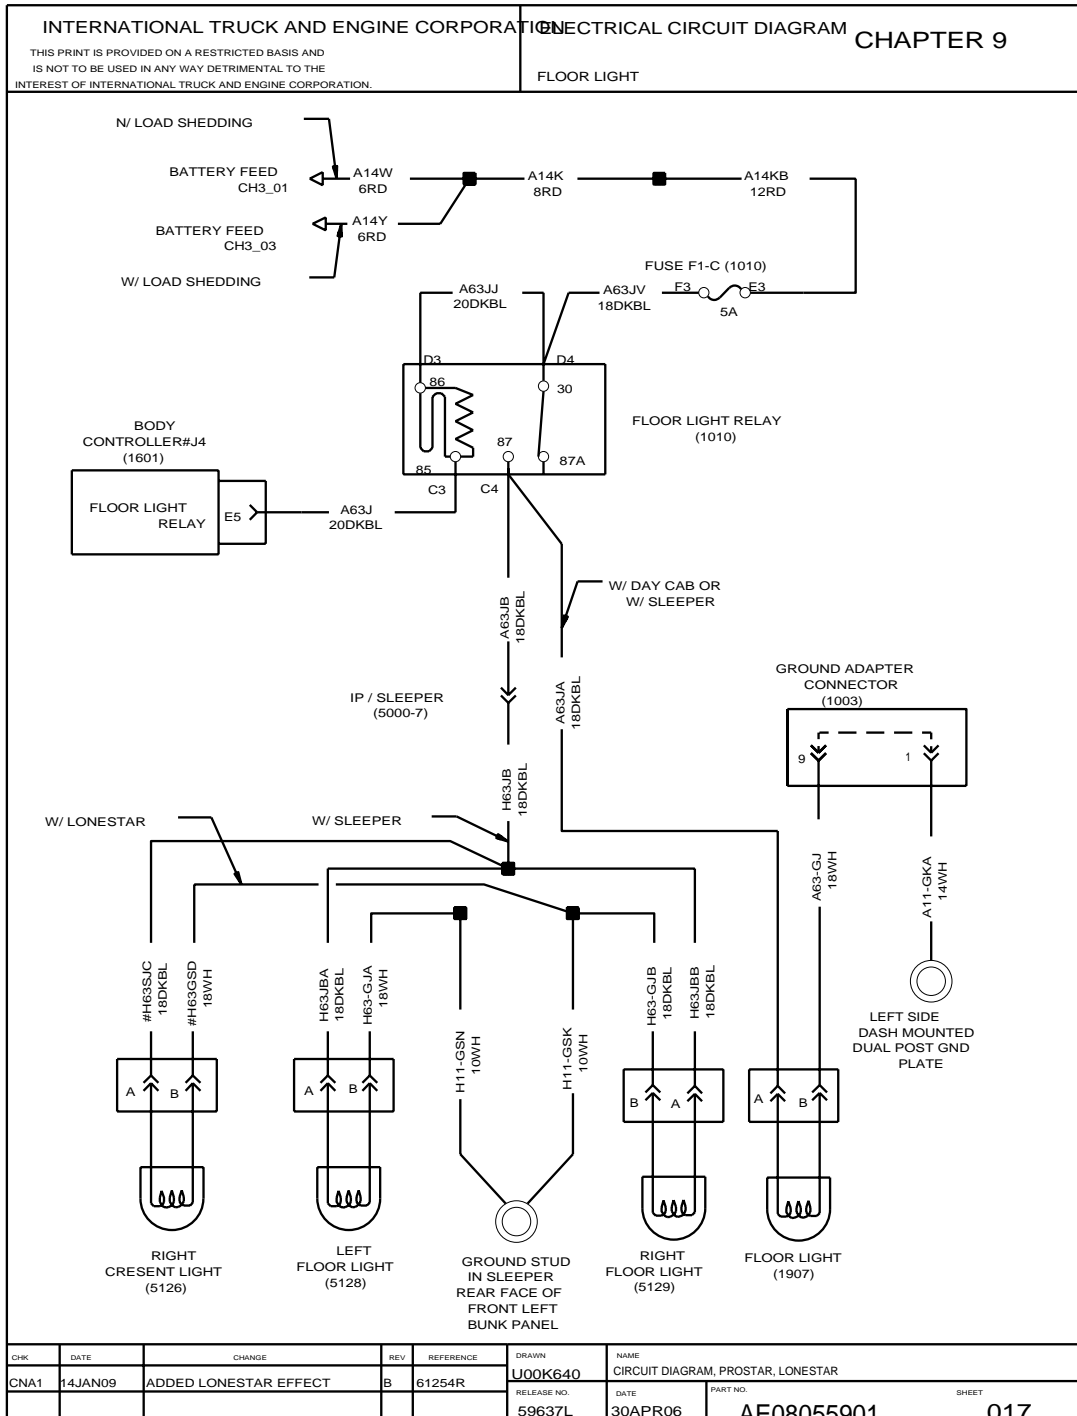 INTERNATIONAL TRUCK AND ENGINE CORPORATION
ELECTRICAL CIRCUIT DIAGRAM
CHAPTER 9
THIS PRINT IS PROVIDED ON A RESTRICTED BASIS AND
IS NOT TO BE USED IN ANY WAY DETRIMENTAL TO THE
INTEREST OF INTERNATIONAL TRUCK AND ENGINE CORPORATION.
FLOOR LIGHT
N/ LOAD SHEDDING
BATTERY FEED
CH3_01
A14W
6RD
A14K
8RD
A14KB
12RD
BATTERY FEED
CH3_03
A14Y
6RD
W/ LOAD SHEDDING
FUSE F1-C (1010)
F3
E3
5A
A63JJ
20DKBL
A63JV
18DKBL
D3
D4
86
30
FLOOR LIGHT RELAY
(1010)
87
85
87A
C3
C4
BODY
CONTROLLER#J4
(1601)
FLOOR LIGHT
RELAY
E5
A63J
20DKBL
W/ DAY CAB OR
W/ SLEEPER
A63JB
18DKBL
A63JA
18DKBL
IP / SLEEPER
(5000-7)
GROUND ADAPTER
CONNECTOR
(1003)
9
1
H63JB
18DKBL
W/ LONESTAR
W/ SLEEPER
A63-GJ
18WH
A11-GKA
14WH
#H63SJC
18DKBL
#H63GSD
18WH
H63JBA
18DKBL
H63-GJA
18WH
H11-GSN
10WH
H11-GSK
10WH
H63-GJB
18DKBL
H63JBB
18DKBL
LEFT SIDE
DASH MOUNTED
DUAL POST GND
PLATE
A
B
A
B
B
A
A
B
RIGHT
CRESENT LIGHT
(5126)
LEFT
FLOOR LIGHT
(5128)
GROUND STUD
IN SLEEPER
REAR FACE OF
FRONT LEFT
BUNK PANEL
RIGHT
FLOOR LIGHT
(5129)
FLOOR LIGHT
(1907)
CHK
DATE
CHANGE
REV
REFERENCE
DRAWN
NAME
CNA1
14JAN09
ADDED LONESTAR EFFECT
B
61254R
U00K640
CIRCUIT DIAGRAM, PROSTAR, LONESTAR
RELEASE NO.
DATE
PART NO.
SHEET
59637L
30APR06
AE08055901
017